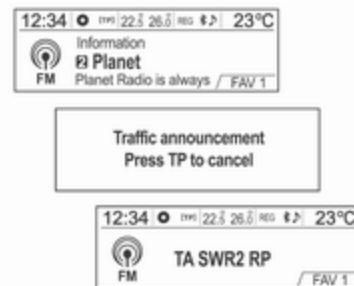 12:34 [TP] 22.5 26.5 REG 23°C
Information
2 Planet
FM Planet Radio is always FAV 1
Traffic announcement
Press TP to cancel
12:34 [TP] 22.5 26.5 REG 23°C
TA SWR2 RP
FM FAV 1